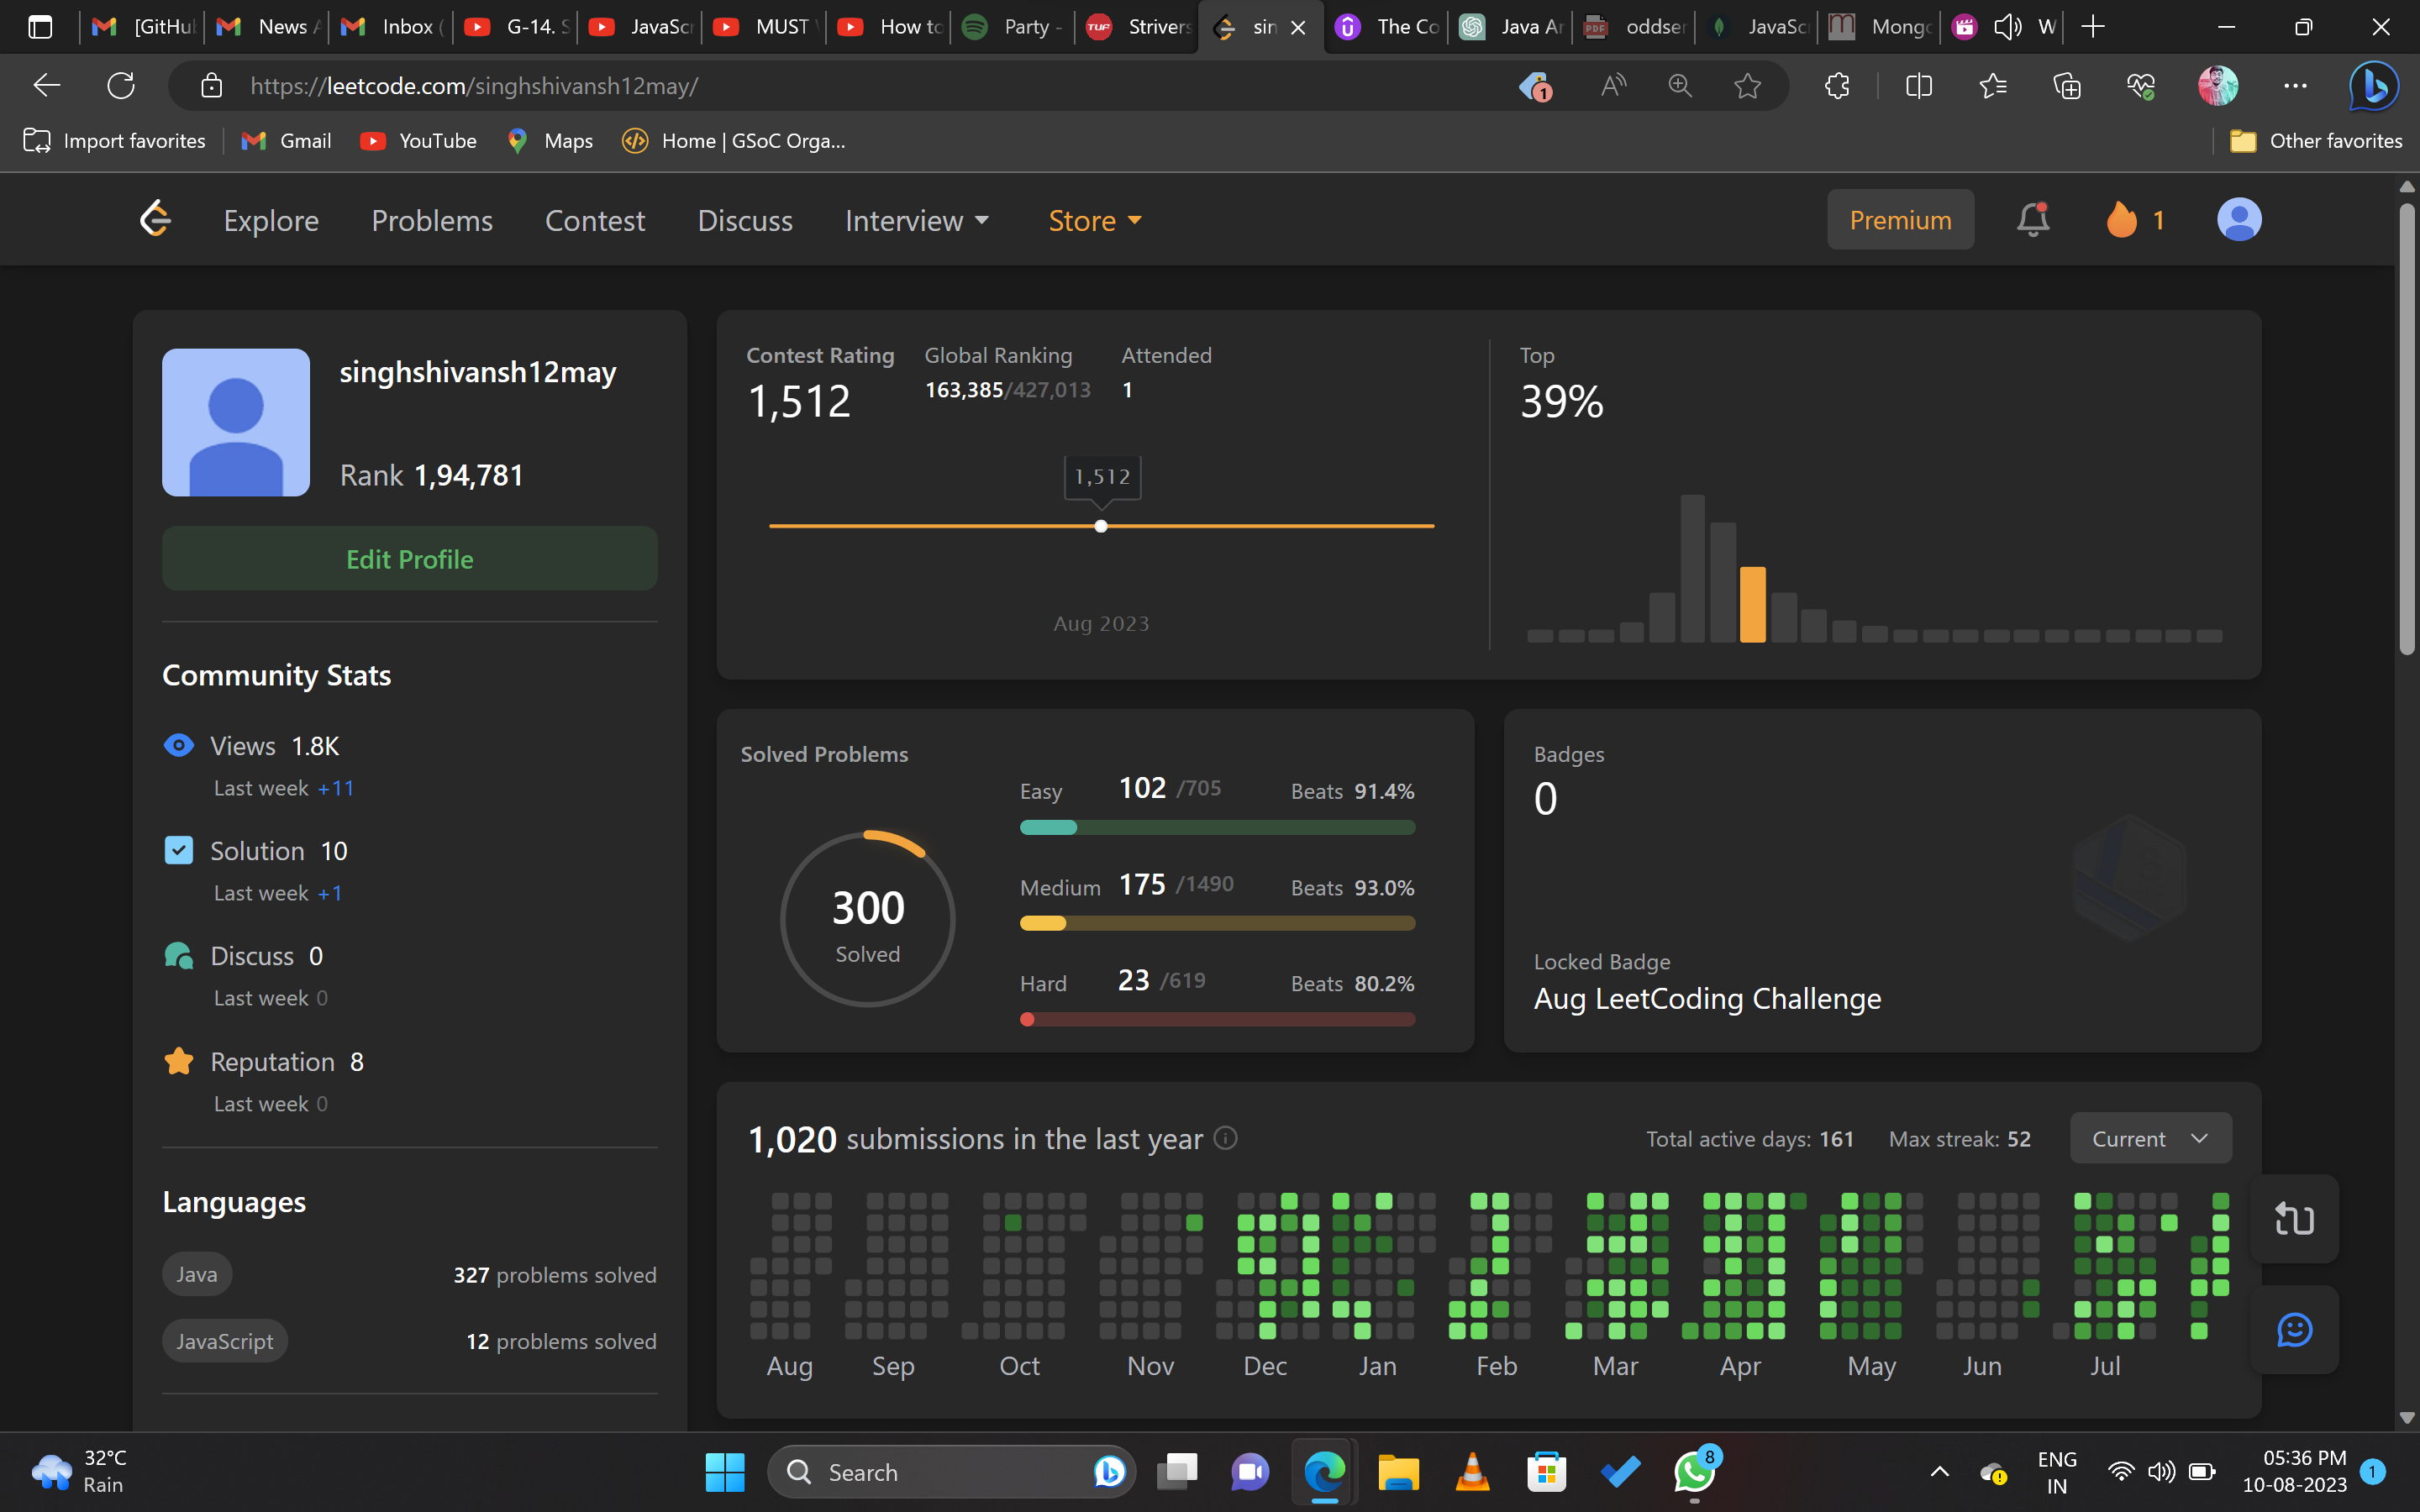 [GitHu
News A
Inbox (
G-14. S
JavaScr
MUST
How to
Party -
TUF
Strivers
sin
The Co
Java Ar
PDF
oddser
JavaSc
Mongo
W
https://leetcode.com/singhshivansh12may/
1
Import favorites
Gmail
YouTube
Maps
Home | GSoC Orga...
Other favorites
Explore
Problems
Contest
Discuss
Interview
Store
Premium
1
singhshivansh12may
Rank 1,94,781
Edit Profile
Community Stats
Views 1.8K
Last week +11
Solution 10
Last week +1
Discuss 0
Last week 0
Reputation 8
Last week 0
Languages
Java 327 problems solved
JavaScript 12 problems solved
Contest Rating
1,512
Global Ranking
163,385/427,013
Attended
1
1,512
Aug 2023
Top
39%
Solved Problems
300
Solved
Easy 102 /705 Beats 91.4%
Medium 175 /1490 Beats 93.0%
Hard 23 /619 Beats 80.2%
Badges
0
Locked Badge
Aug LeetCoding Challenge
1,020 submissions in the last year
Total active days: 161 Max streak: 52
Current
Aug Sep Oct Nov Dec Jan Feb Mar Apr May Jun Jul
32°C
Rain
Search
8
ENG
IN
05:36 PM
10-08-2023
1